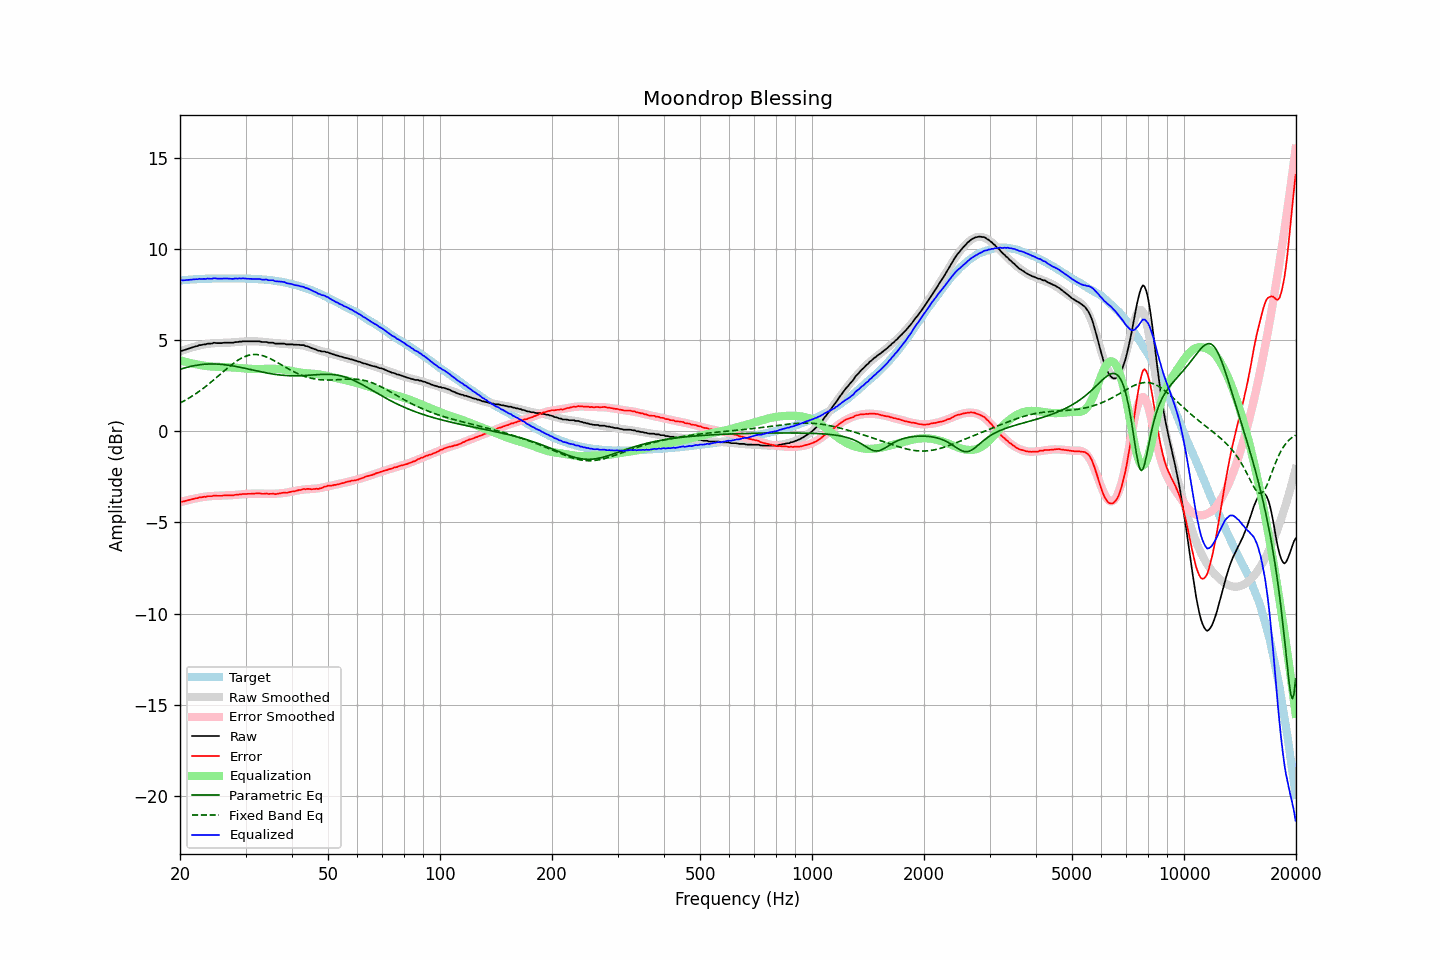 Moondrop Blessing
Amplitude (dBr)
15
10
5
0
−5
−10
−15
−20
Target
Raw Smoothed
Error Smoothed
Raw
Error
Equalization
Parametric Eq
Fixed Band Eq
Equalized
20 50 100 200 500 1000 2000 5000 10000 20000
Frequency (Hz)